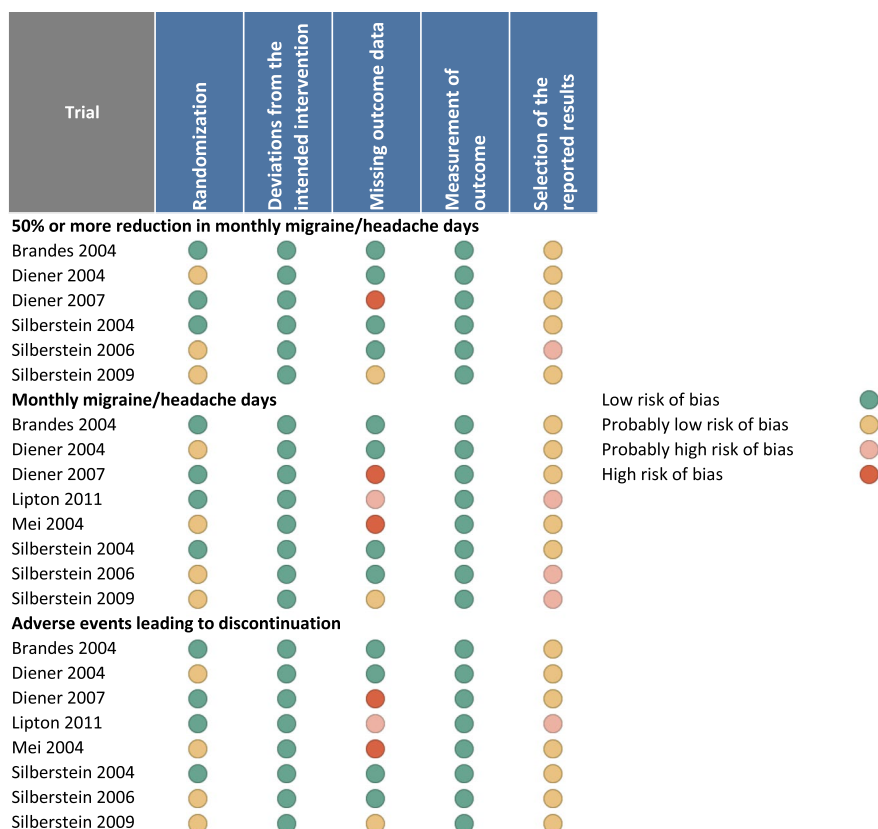 Trial
Randomization
Deviations from the
intended intervention
Missing outcome data
Measurement of
outcome
Selection of the
reported results
50% or more reduction in monthly migraine/headache days
Brandes 2004
Diener 2004
Diener 2007
Silberstein 2004
Silberstein 2006
Silberstein 2009
Monthly migraine/headache days
Brandes 2004
Diener 2004
Diener 2007
Lipton 2011
Mei 2004
Silberstein 2004
Silberstein 2006
Silberstein 2009
Adverse events leading to discontinuation
Brandes 2004
Diener 2004
Diener 2007
Lipton 2011
Mei 2004
Silberstein 2004
Silberstein 2006
Silberstein 2009
Low risk of bias
Probably low risk of bias
Probably high risk of bias
High risk of bias